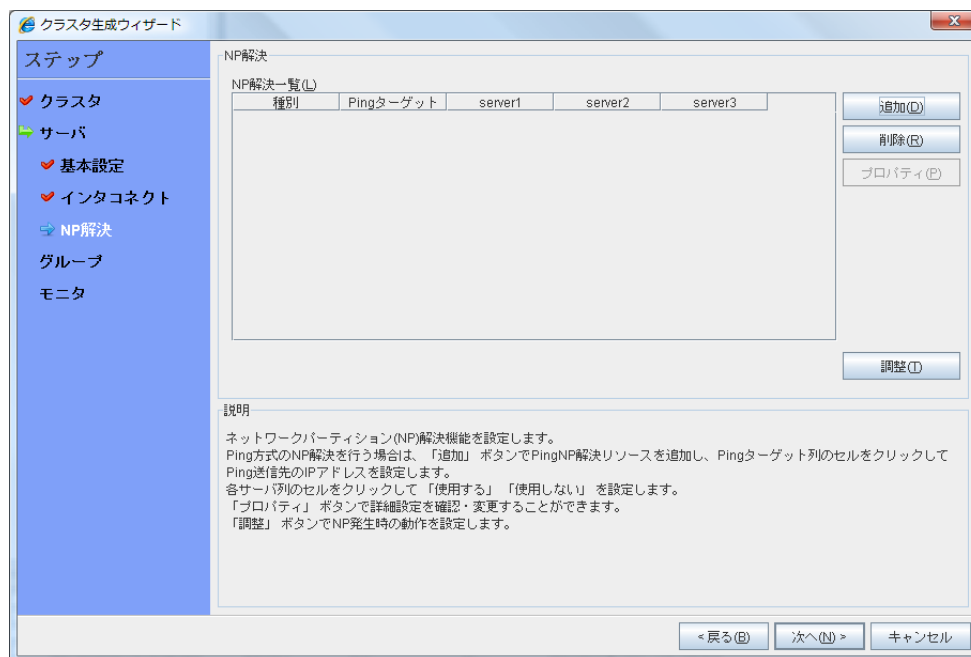 クラスタ生成ウィザード
ステップ
クラスタ
サーバ
基本設定
インタコネクト
NP解決
グループ
モニタ
NP解決
NP解決一覧(L)
種別 Pingターゲット server1 server2 server3
追加(D)
削除(R)
プロパティ(P)
調整(T)
説明
ネットワークパーティション(NP)解決機能を設定します。
Ping方式のNP解決を行う場合は、「追加」ボタンでPingNP解決リソースを追加し、Pingターゲット列のセルをクリックして
Ping送信先のIPアドレスを設定します。
各サーバ列のセルをクリックして「使用する」「使用しない」を設定します。
「プロパティ」ボタンで詳細設定を確認・変更することができます。
「調整」ボタンでNP発生時の動作を設定します。
<戻る(B) 次へ(N)> キャンセル